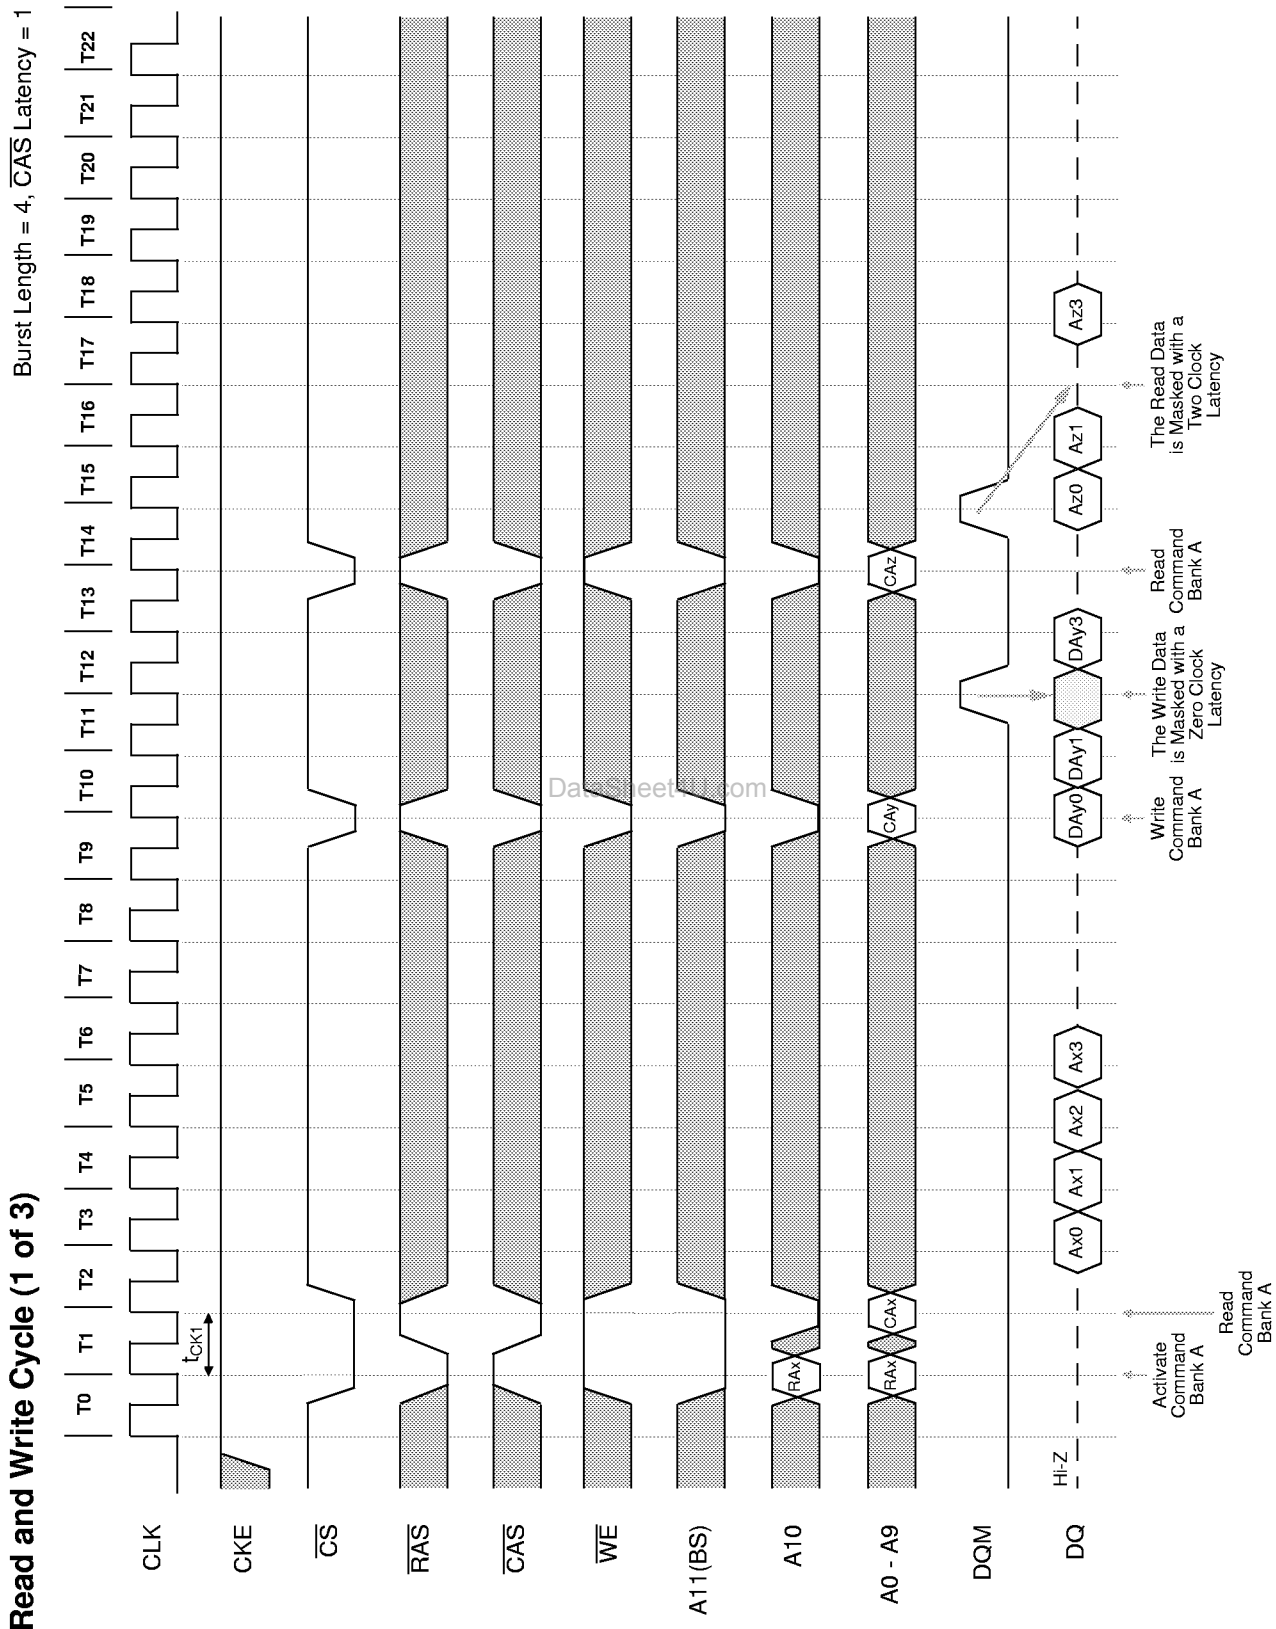 Read and Write Cycle (1 of 3)
Burst Length = 4, CAS Latency = 1
T0 T1 T2 T3 T4 T5 T6 T7 T8 T9 T10 T11 T12 T13 T14 T15 T16 T17 T18 T19 T20 T21 T22
CLK
tCK1
CKE
CS
RAS
CAS
WE
A11(BS)
A10
RAx
A0 - A9
RAx CAx CAy CAz
DQM
DQ
Hi-Z
Ax0 Ax1 Ax2 Ax3 DAy0 DAy1 DAy3 Az0 Az1 Az3
Activate
Command
Bank A
Read
Command
Bank A
Write
Command
Bank A
The Write Data
is Masked with a
Zero Clock
Latency
Read
Command
Bank A
The Read Data
is Masked with a
Two Clock
Latency
DataSheet4U.com